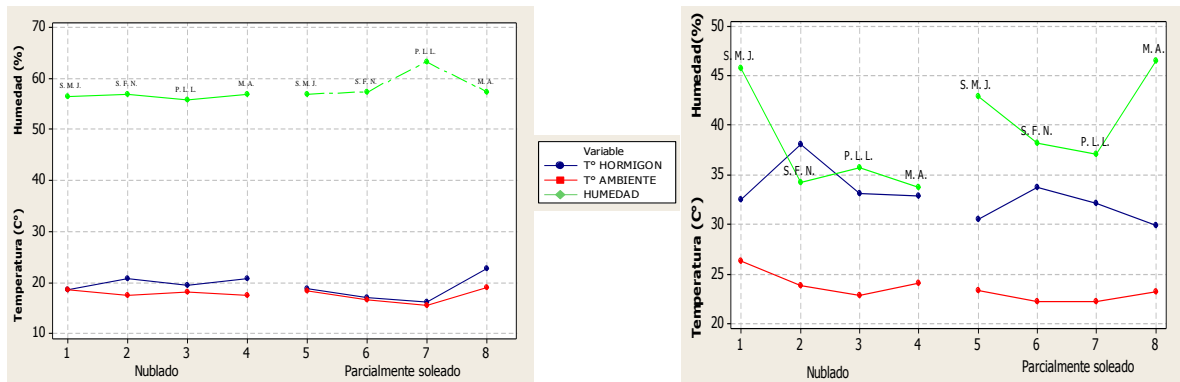 Humedad (%)
Temperatura (C°)
70
60
50
30
20
10
S. M. J.
S. F. N.
P. L. L.
M. A.
S. M. J.
S. F. N.
P. L. L.
M. A.
1 2 3 4 5 6 7 8
Nublado Parcialmente soleado
Variable
T° HORMIGON
T° AMBIENTE
HUMEDAD
Humedad(%)
Temperatura (C°)
50
45
40
35
30
25
20
S. M. J.
S. F. N.
P. L. L.
M. A.
S. M. J.
S. F. N.
P. L. L.
M. A.
1 2 3 4 5 6 7 8
Nublado Parcialmente soleado